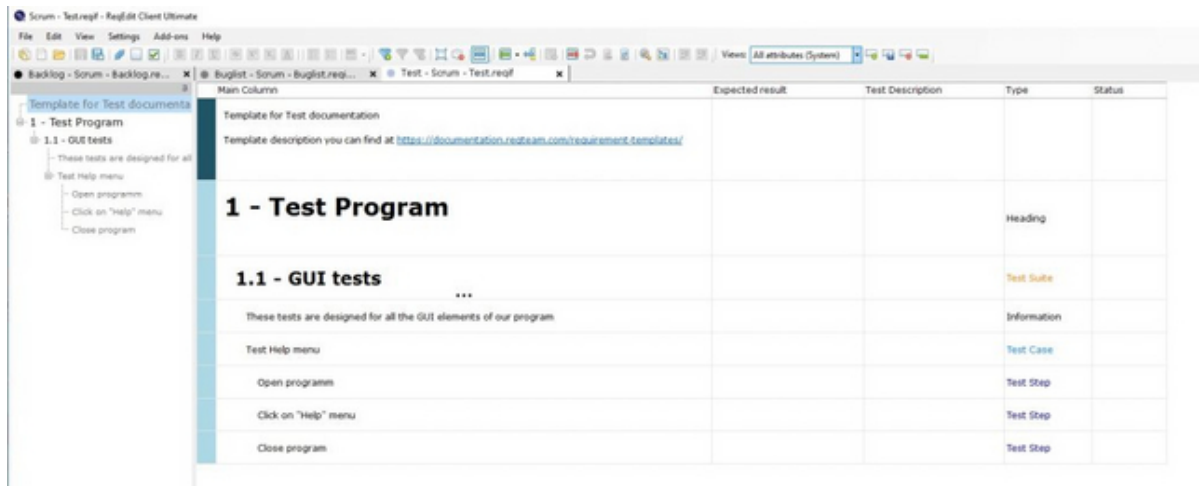 Scrum - Test.reqif - ReqEdit Client Ultimate
File Edit View Settings Add-ons Help
Views: All attributes (System)
Backlog - Scrum - Backlog.re... Buglist - Scrum - Buglist.reqi... Test - Scrum - Test.reqif
Main Column Expected result Test Description Type Status
Template for Test documenta
1 - Test Program
1.1 - GUI tests
These tests are designed for all
Test Help menu
Open programm
Click on "Help" menu
Close program
Template for Test documentation
Template description you can find at https://documentation.reqteam.com/requirement-templates/
1 - Test Program Heading
1.1 - GUI tests Test Suite
...
These tests are designed for all the GUI elements of our program Information
Test Help menu Test Case
Open programm Test Step
Click on "Help" menu Test Step
Close program Test Step